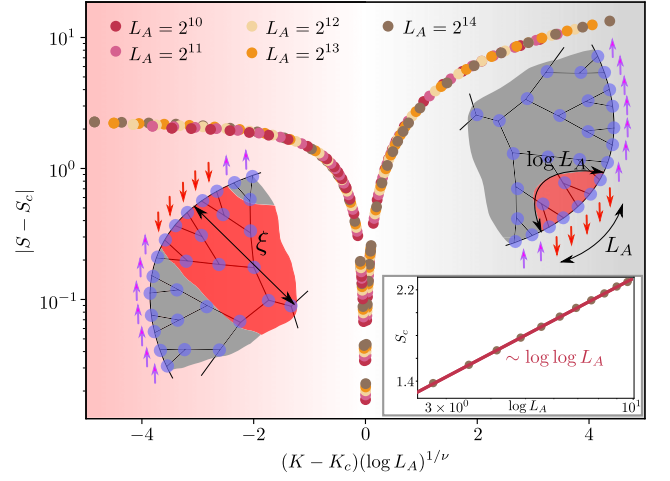 L_A = 2^{10}
L_A = 2^{11}
L_A = 2^{12}
L_A = 2^{13}
L_A = 2^{14}
10^1
10^0
10^{-1}
|S − S_c|
−4
−2
0
2
4
(K − K_c)(log L_A)^{1/ν}
ξ
log L_A
L_A
2.2
1.4
S_c
∼ log log L_A
3 × 10^0
log L_A
10^1